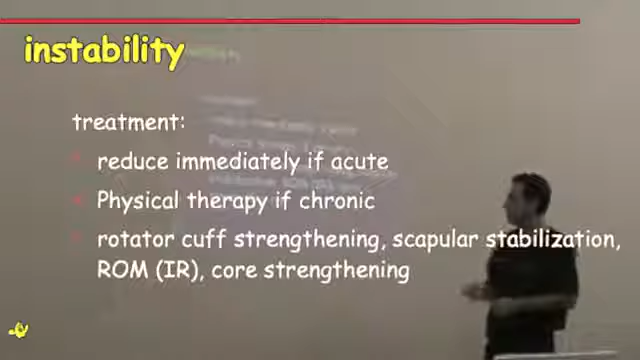 instability
treatment:
reduce immediately if acute
Physical therapy if chronic
rotator cuff strengthening, scapular stabilization,
ROM (IR), core strengthening